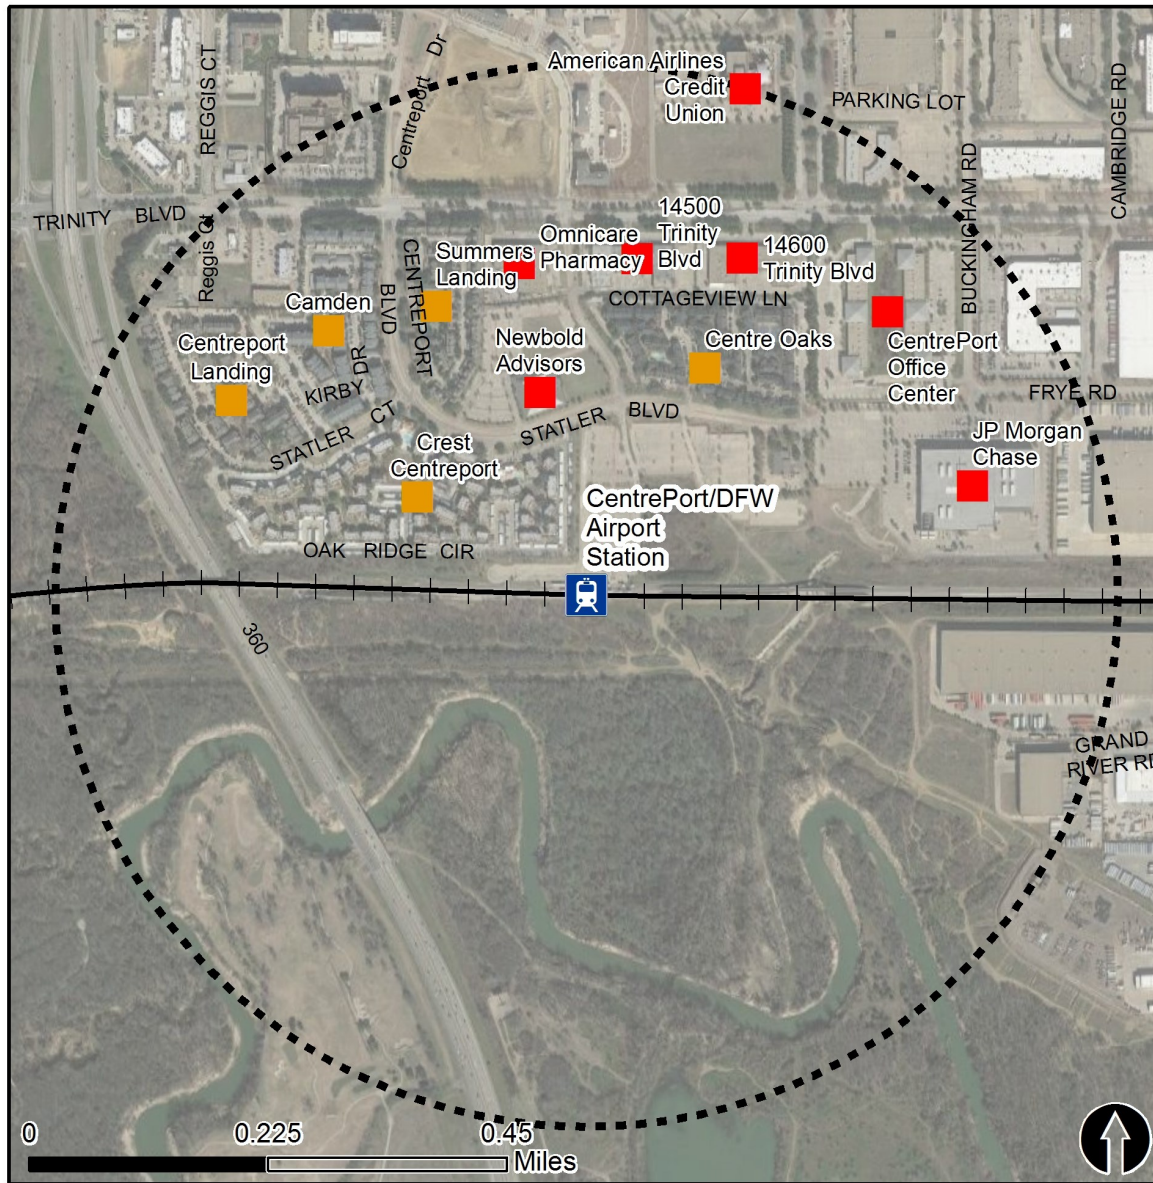 REGGIS CT
Centreport Dr
American Airlines
Credit
Union
PARKING LOT
CAMBRIDGE RD
BUCKINGHAM RD
TRINITY BLVD
Reggis Ct
CENTREPORT
BLVD
Summers
Landing
Omnicare
Pharmacy
14500
Trinity
Blvd
14600
Trinity Blvd
COTTAGEVIEW LN
Camden
Centreport
Landing
KIRBY
DR
Newbold
Advisors
Centre Oaks
CentrePort
Office
Center
FRYE RD
STATLER CT
STATLER BLVD
Crest
Centreport
JP Morgan
Chase
CentrePort/DFW
Airport
Station
OAK RIDGE CIR
360
GRAND
RIVER RD
0 0.225 0.45
Miles